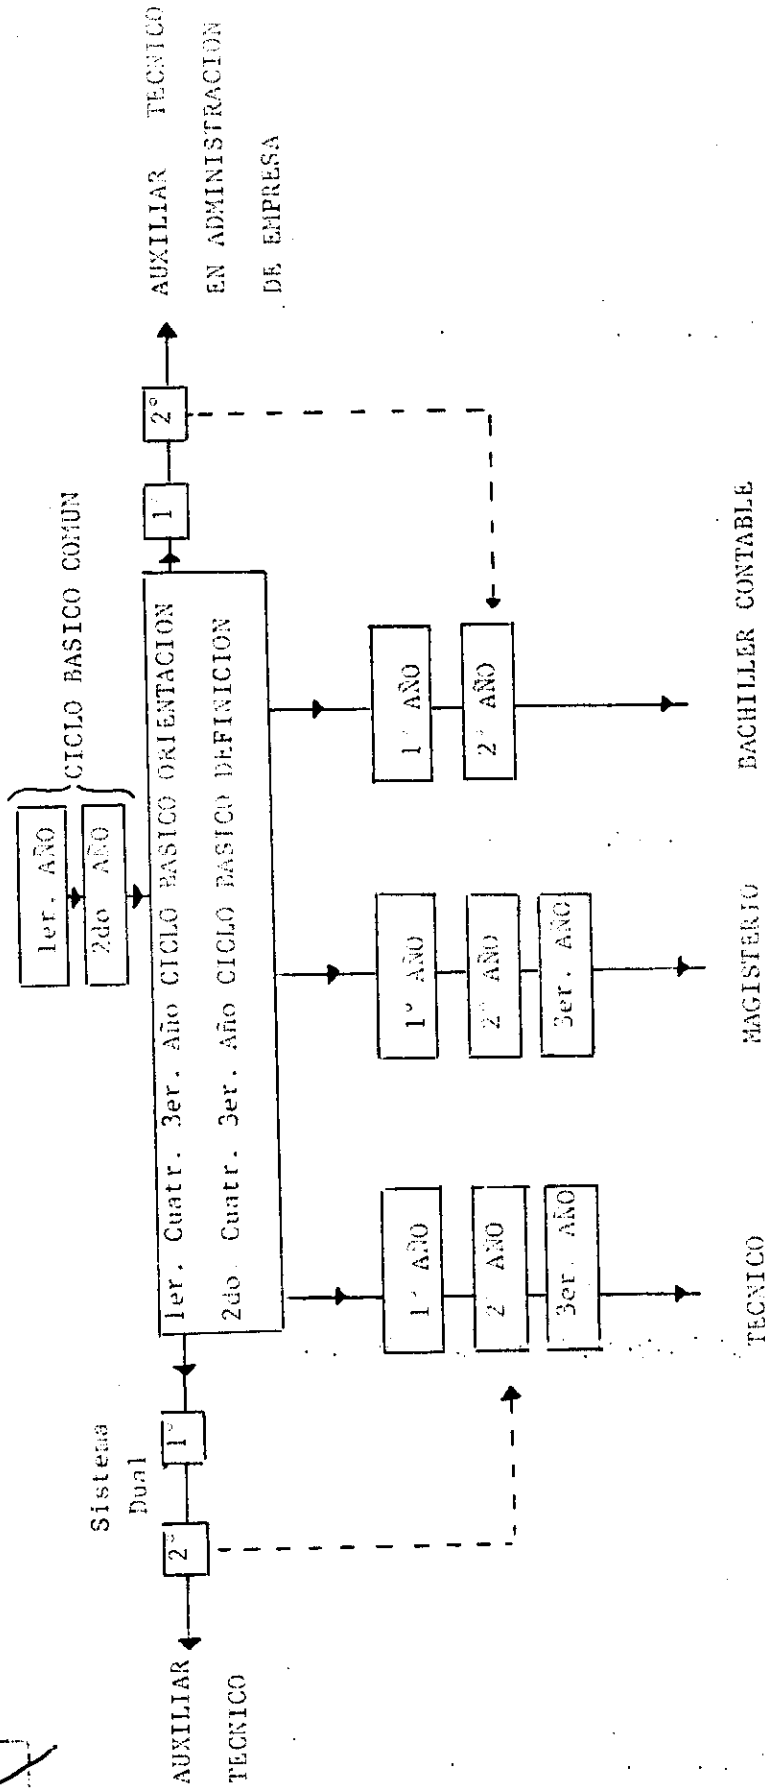 1er. AÑO
2do AÑO
CICLO BASICO COMUN
1er. Cuatr. 3er. Año CICLO BASICO ORIENTACION
2do. Cuatr. 3er. Año CICLO BASICO DEFINICION
Sistema
Dual
2°
1°
AUXILIAR
TECNICO
1°
2°
AUXILIAR TECNICO
EN ADMINISTRACION
DE EMPRESA
1° AÑO
2° AÑO
3er. AÑO
TECNICO
1° AÑO
2° AÑO
3er. AÑO
MAGISTERIO
1° AÑO
2° AÑO
BACHILLER CONTABLE